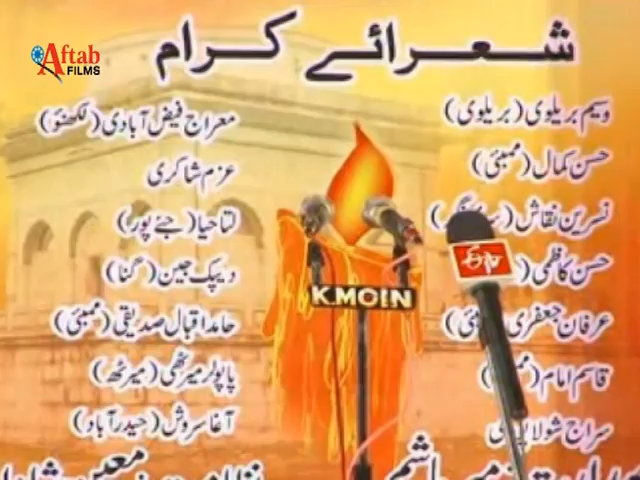 Aftab
FILMS
شعرائے کرام
وسیم بریلوی (بریلوی)
حسن کمال (ممبئی)
نسرین نقاش
حسن کاظمی
عرفان جعفری
قاسم امام
سراج شولاپوری
معراج فیض آبادی (لکھنؤ)
عزم شاکری
لتا حیا (جئے پور)
دیپک جین (گنا)
حامد اقبال صدیقی (ممبئی)
پاپولر میرٹھی (میرٹھ)
آغا سروش (حیدرآباد)
K.MOIN